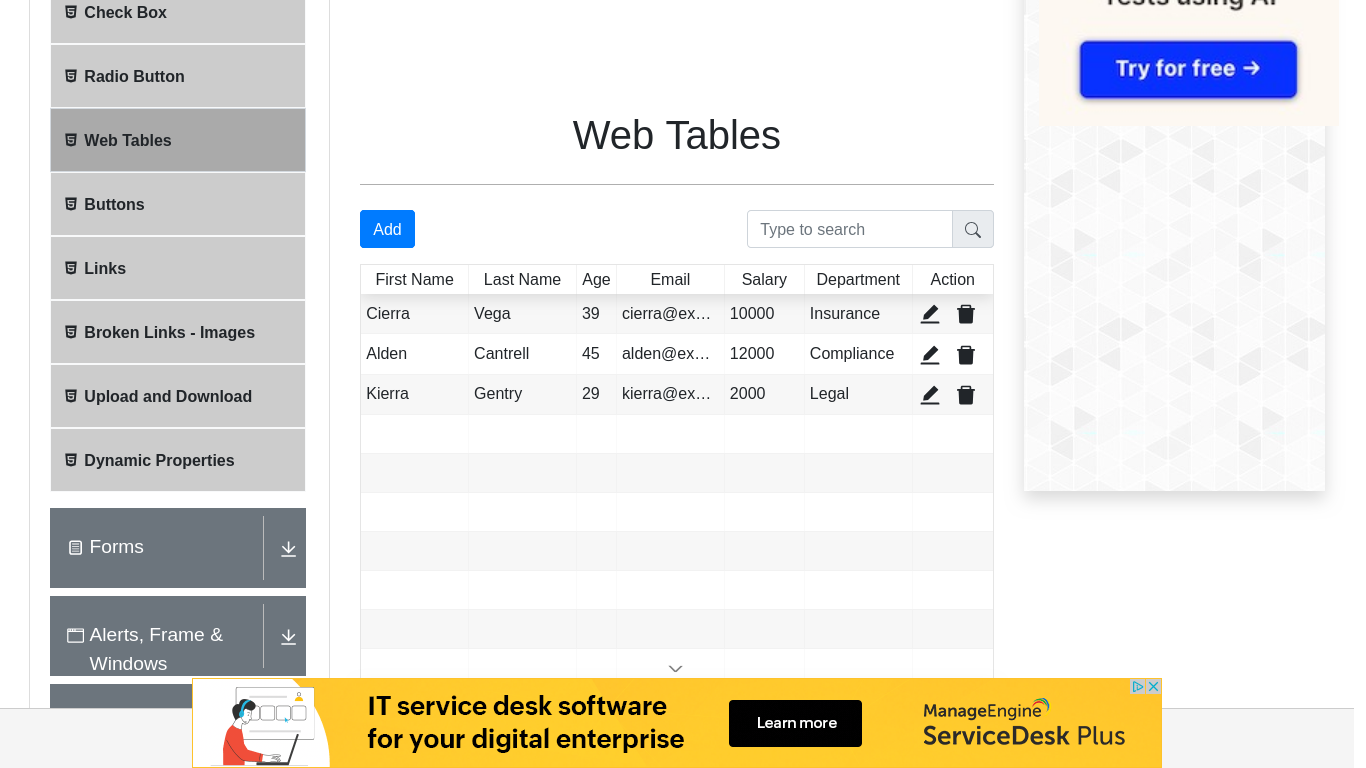 Check Box
Radio Button
Web Tables
Buttons
Links
Broken Links - Images
Upload and Download
Dynamic Properties
Forms
Alerts, Frame &
Windows
Web Tables
Add
Type to search
First Name Last Name Age Email Salary Department Action
Cierra Vega 39 cierra@ex… 10000 Insurance
Alden Cantrell 45 alden@ex… 12000 Compliance
Kierra Gentry 29 kierra@ex… 2000 Legal
Tests using AI
Try for free →
IT service desk software
for your digital enterprise
Learn more
ManageEngine
ServiceDesk Plus